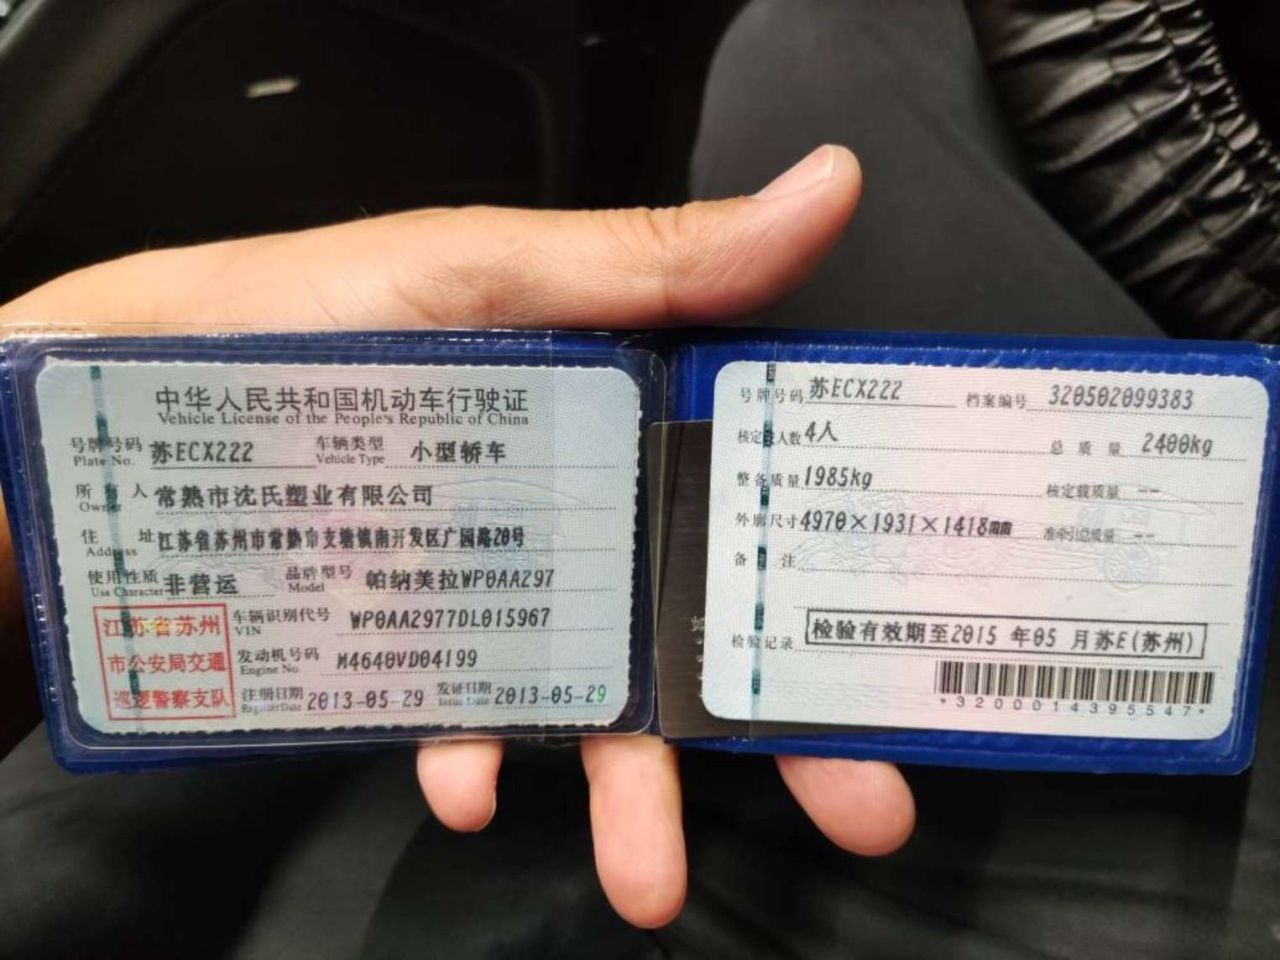 中华人民共和国机动车行驶证
Vehicle License of the People's Republic of China
号牌号码 苏ECX222 车辆类型 小型轿车
Plate No. Vehicle Type
所有人 常熟市沈氏塑业有限公司
Owner
住址 江苏省苏州市常熟市支塘镇南开发区广园路20号
Address
使用性质 非营运 品牌型号 帕纳美拉WP0AA297
Use Character Model
江苏省苏州
市公安局交通
巡逻警察支队
车辆识别代号 WP0AA2977DL015967
VIN
发动机号码 M4640VD04199
Engine No.
注册日期 2013-05-29 发证日期 2013-05-29
Register Date Issue Date
号牌号码 苏ECX222 档案编号 320502099383
核定载人数 4人 总质量 2400kg
整备质量 1985kg 核定载质量 --
外廓尺寸 4970×1931×1418mm 准牵引总质量 --
备注
检验记录 检验有效期至2015 年05 月苏E(苏州)
*3200014395547*